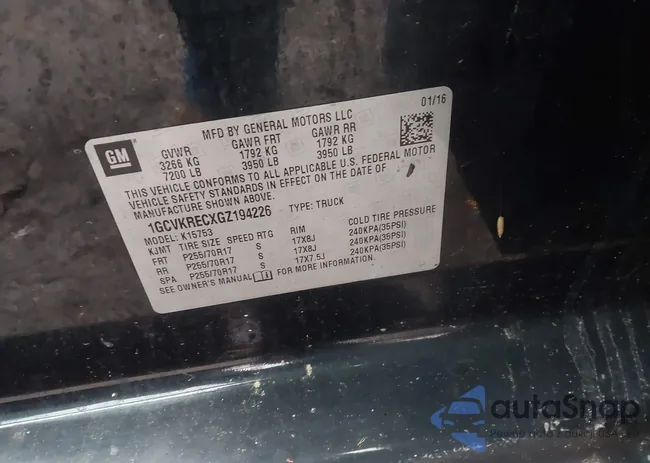 GM
MFD BY GENERAL MOTORS LLC
01/16
GVWR GAWR FRT GAWR RR
3266 KG 1792 KG 1792 KG
7200 LB 3950 LB 3950 LB
THIS VEHICLE CONFORMS TO ALL APPLICABLE U.S. FEDERAL MOTOR
VEHICLE SAFETY STANDARDS IN EFFECT ON THE DATE OF
MANUFACTURE SHOWN ABOVE.
1GCVKRECXGZ194226 TYPE: TRUCK
MODEL: K15753
KJMT TIRE SIZE SPEED RTG RIM COLD TIRE PRESSURE
FRT P255/70R17 S 17X8J 240KPA(35PSI)
RR P255/70R17 S 17X8J 240KPA(35PSI)
SPA P255/70R17 S 17X7.5J 240KPA(35PSI)
SEE OWNER'S MANUAL FOR MORE INFORMATION.
autoSnap